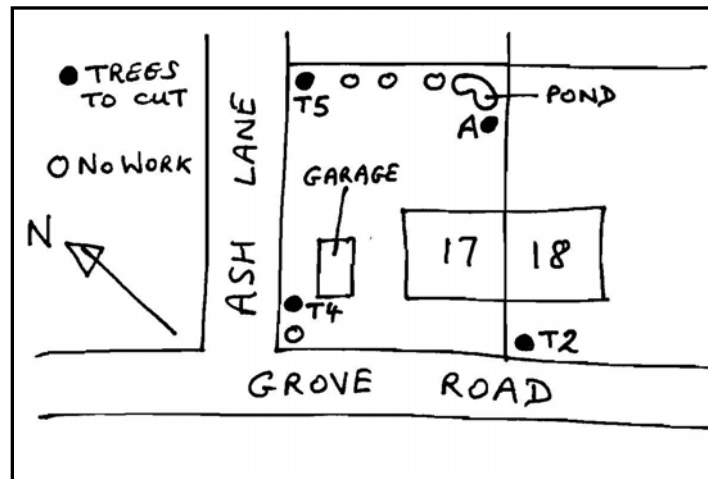 TREES
TO CUT
NO WORK
N
ASH LANE
T5
A
POND
GARAGE
17
18
T4
T2
GROVE ROAD